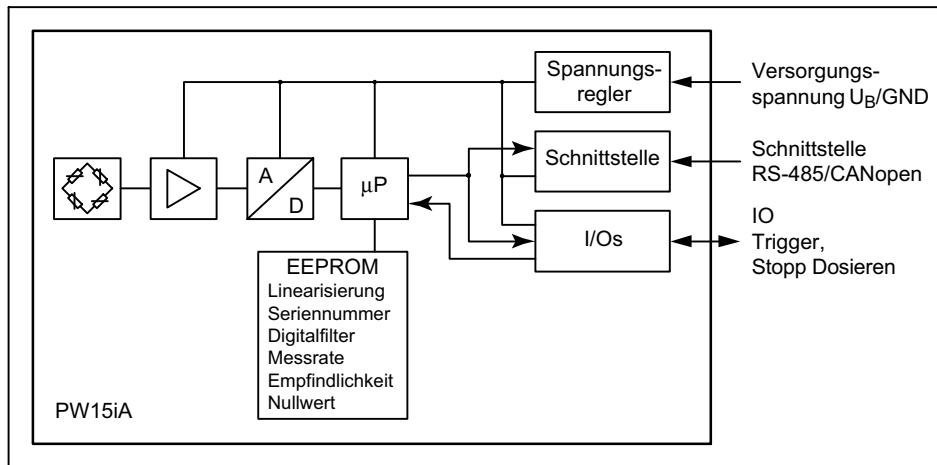 Spannungs-
regler
Versorgungs-
spannung UB/GND
A
D
µP
Schnittstelle
Schnittstelle
RS-485/CANopen
I/Os
IO
Trigger,
Stopp Dosieren
EEPROM
Linearisierung
Seriennummer
Digitalfilter
Messrate
Empfindlichkeit
Nullwert
PW15iA